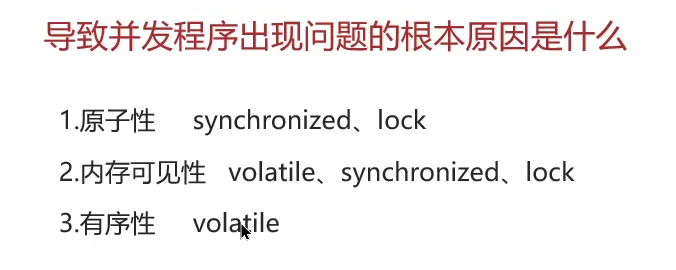 导致并发程序出现问题的根本原因是什么
1.原子性 synchronized、lock
2.内存可见性 volatile、synchronized、lock
3.有序性 volatile